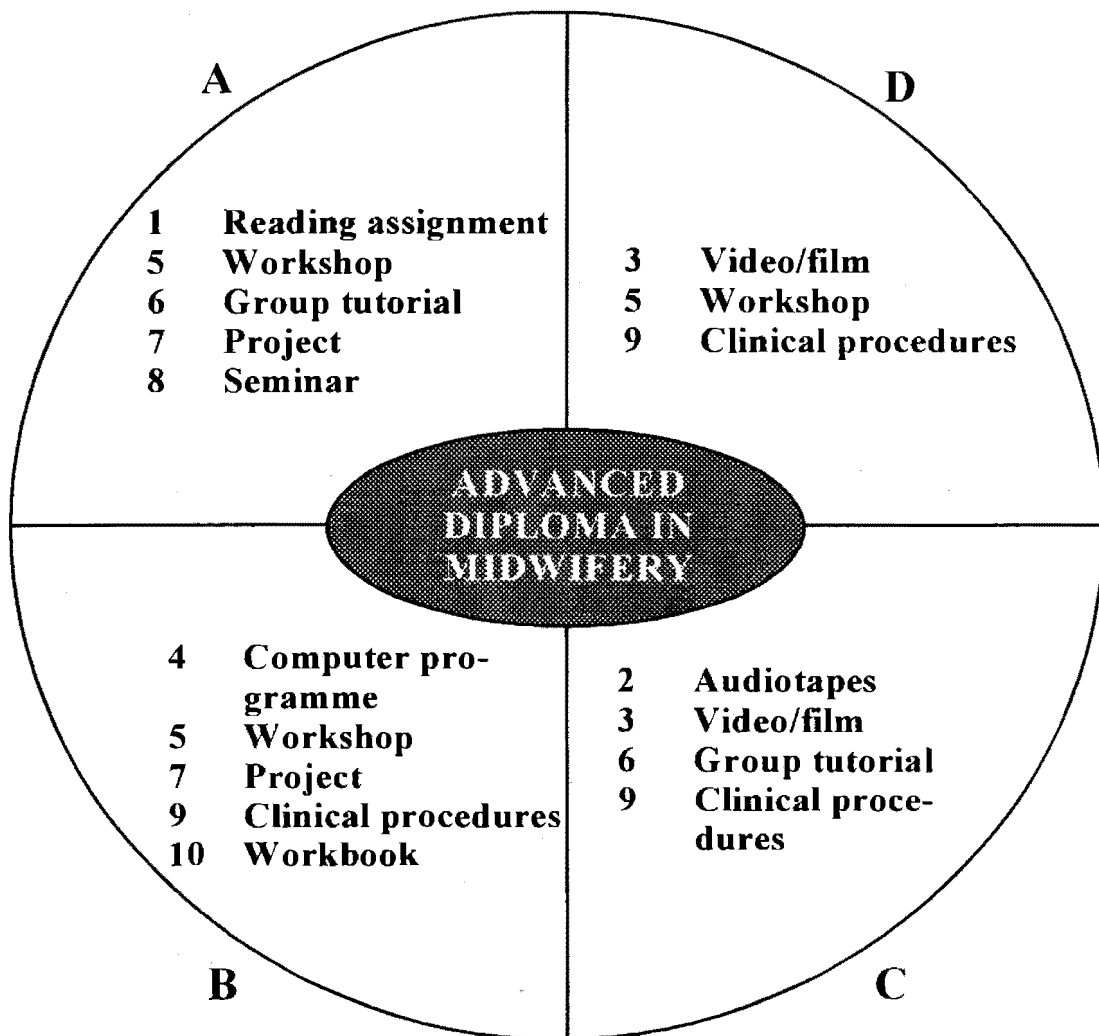 A
1 Reading assignment
5 Workshop
6 Group tutorial
7 Project
8 Seminar
D
3 Video/film
5 Workshop
9 Clinical procedures
ADVANCED
DIPLOMA IN
MIDWIFERY
4 Computer pro-
gramme
5 Workshop
7 Project
9 Clinical procedures
10 Workbook
B
2 Audiotapes
3 Video/film
6 Group tutorial
9 Clinical proce-
dures
C